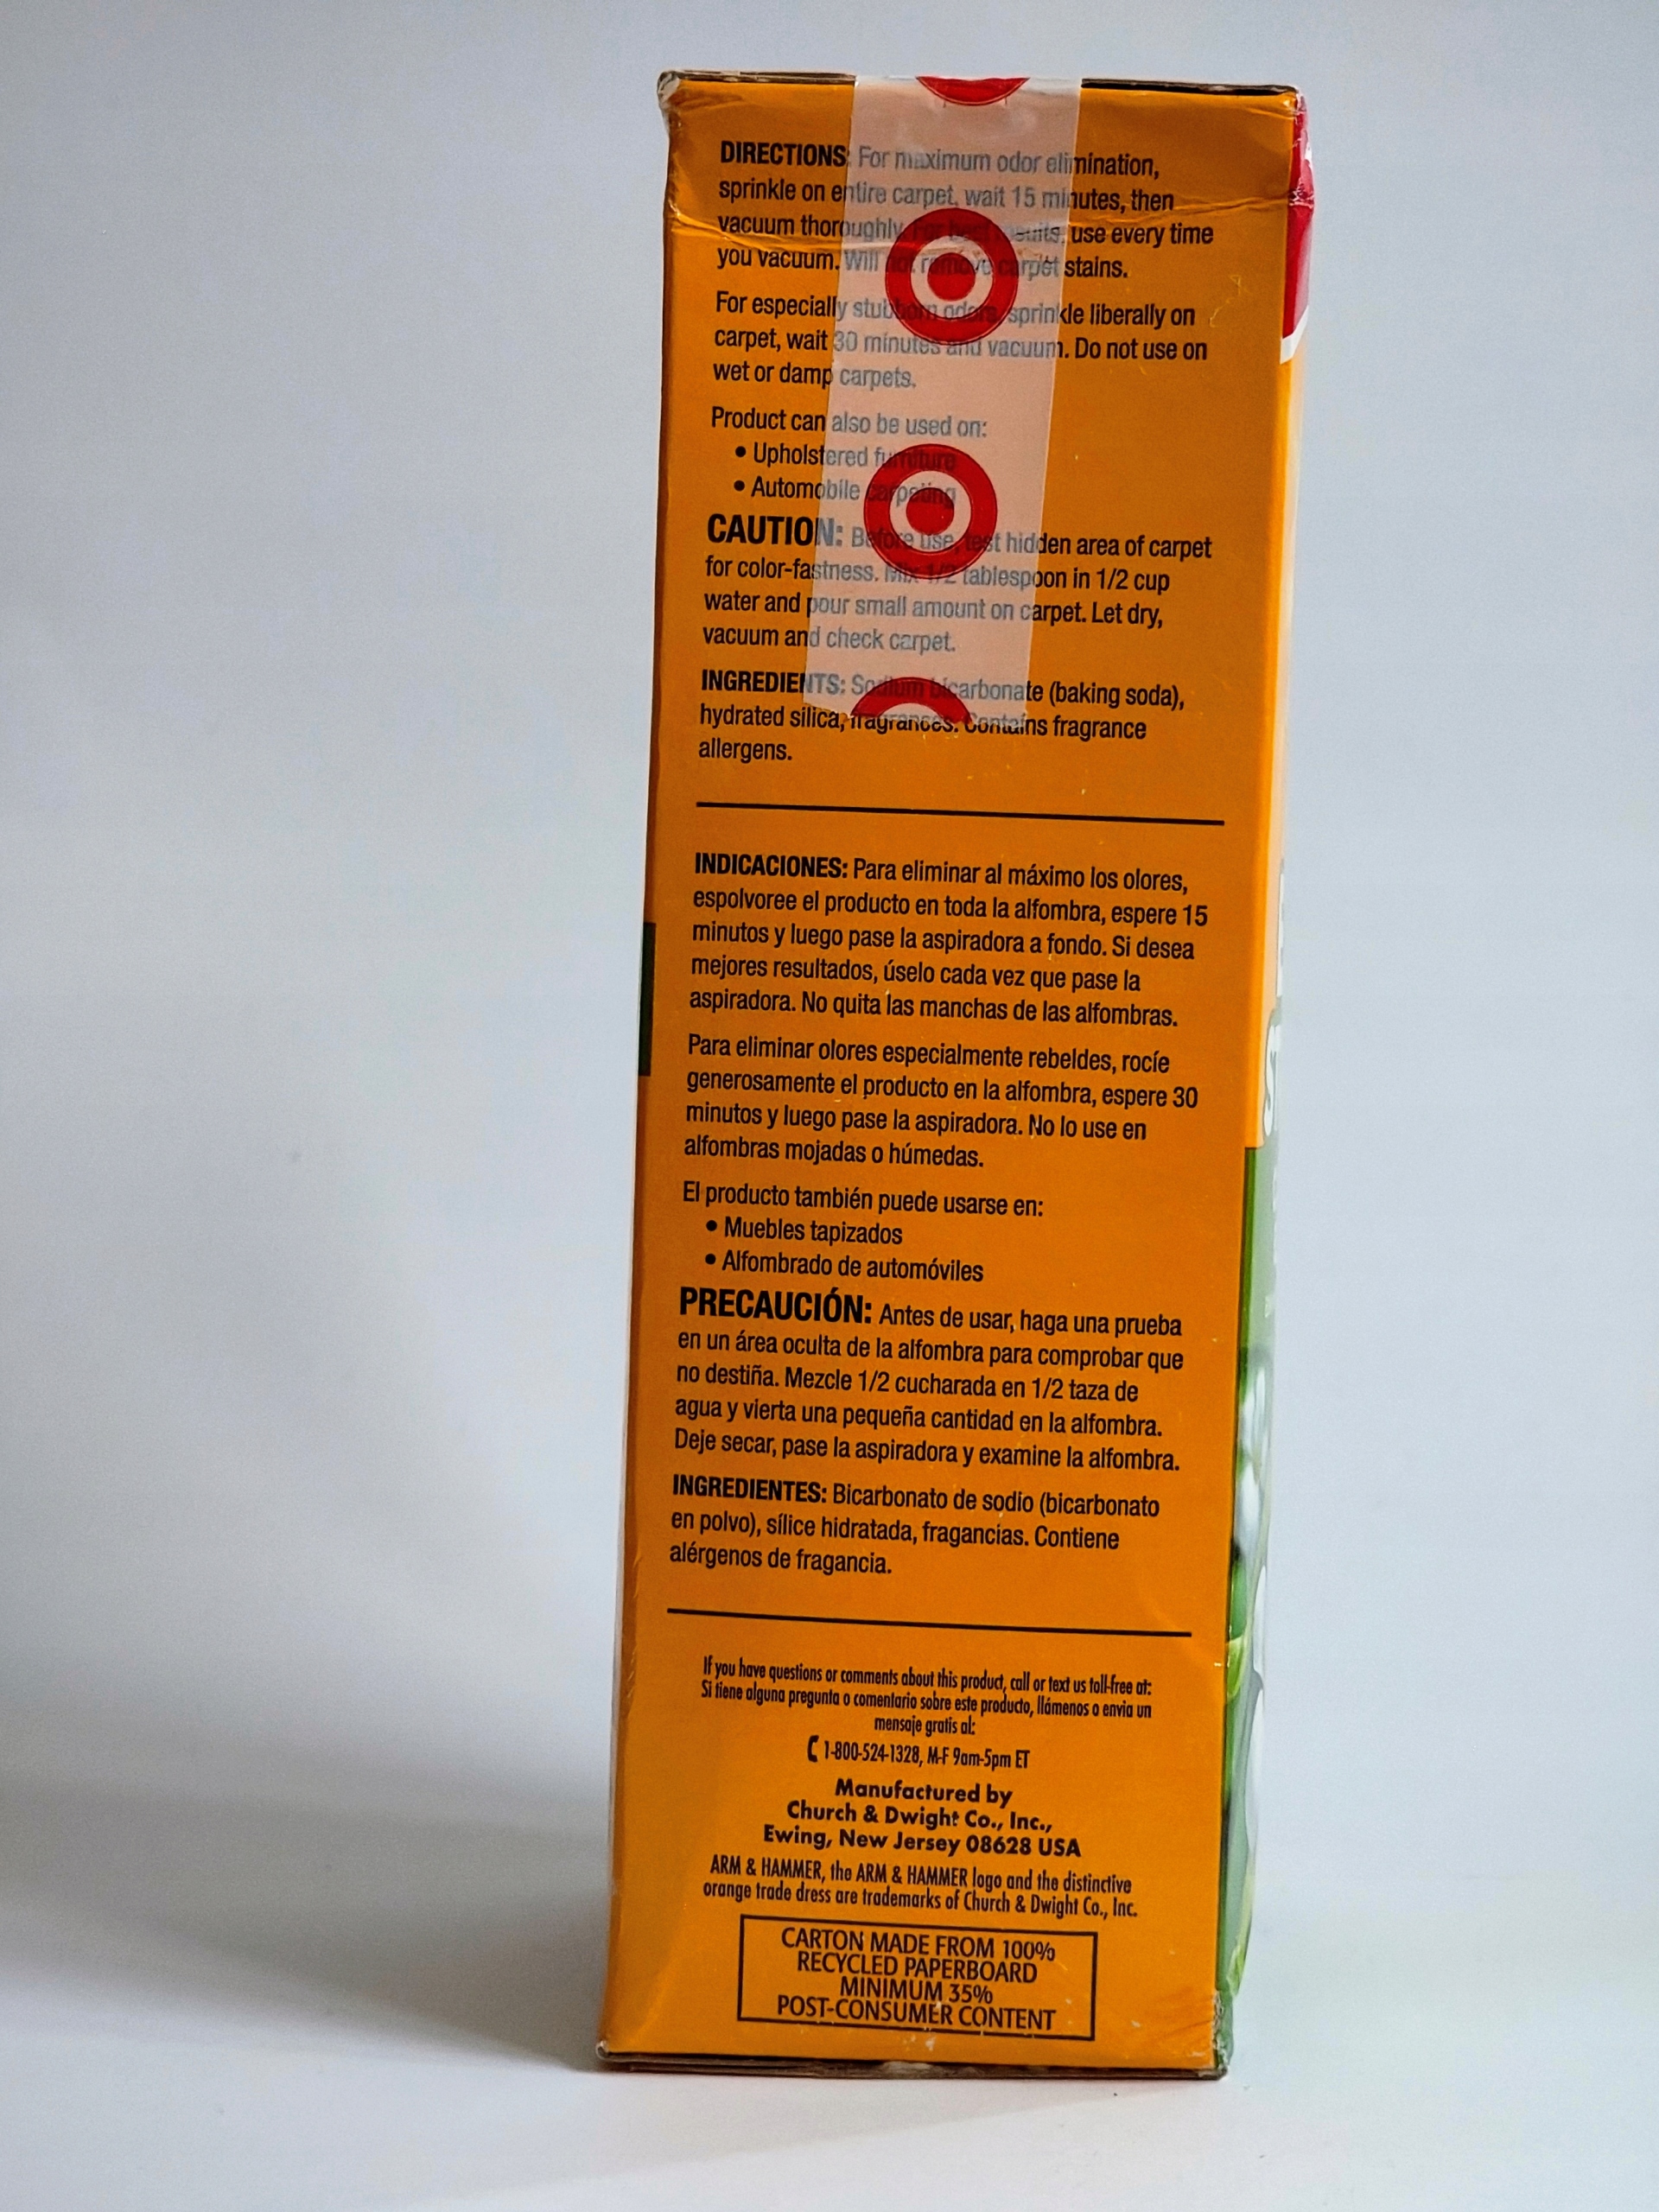 DIRECTIONS: For maximum odor elimination,
sprinkle on entire carpet, wait 15 minutes, then
vacuum thoroughly. For best results, use every time
you vacuum. Will not remove carpet stains.
For especially stubborn odors, sprinkle liberally on
carpet, wait 30 minutes and vacuum. Do not use on
wet or damp carpets.
Product can also be used on:
• Upholstered furniture
• Automobile carpeting
CAUTION: Before use, test hidden area of carpet
for color-fastness. Mix 1/2 tablespoon in 1/2 cup
water and pour small amount on carpet. Let dry,
vacuum and check carpet.
INGREDIENTS: Sodium bicarbonate (baking soda),
hydrated silica, fragrances. Contains fragrance
allergens.
INDICACIONES: Para eliminar al máximo los olores,
espolvoree el producto en toda la alfombra, espere 15
minutos y luego pase la aspiradora a fondo. Si desea
mejores resultados, úselo cada vez que pase la
aspiradora. No quita las manchas de las alfombras.
Para eliminar olores especialmente rebeldes, rocíe
generosamente el producto en la alfombra, espere 30
minutos y luego pase la aspiradora. No lo use en
alfombras mojadas o húmedas.
El producto también puede usarse en:
• Muebles tapizados
• Alfombrado de automóviles
PRECAUCIÓN: Antes de usar, haga una prueba
en un área oculta de la alfombra para comprobar que
no destiña. Mezcle 1/2 cucharada en 1/2 taza de
agua y vierta una pequeña cantidad en la alfombra.
Deje secar, pase la aspiradora y examine la alfombra.
INGREDIENTES: Bicarbonato de sodio (bicarbonato
en polvo), sílice hidratada, fragancias. Contiene
alérgenos de fragancia.
If you have questions or comments about this product, call or text us toll-free at:
Si tiene alguna pregunta o comentario sobre este producto, llámenos o envia un
mensaje gratis al:
1-800-524-1328, M-F 9am-5pm ET
Manufactured by
Church & Dwight Co., Inc.,
Ewing, New Jersey 08628 USA
ARM & HAMMER, the ARM & HAMMER logo and the distinctive
orange trade dress are trademarks of Church & Dwight Co., Inc.
CARTON MADE FROM 100%
RECYCLED PAPERBOARD
MINIMUM 35%
POST-CONSUMER CONTENT